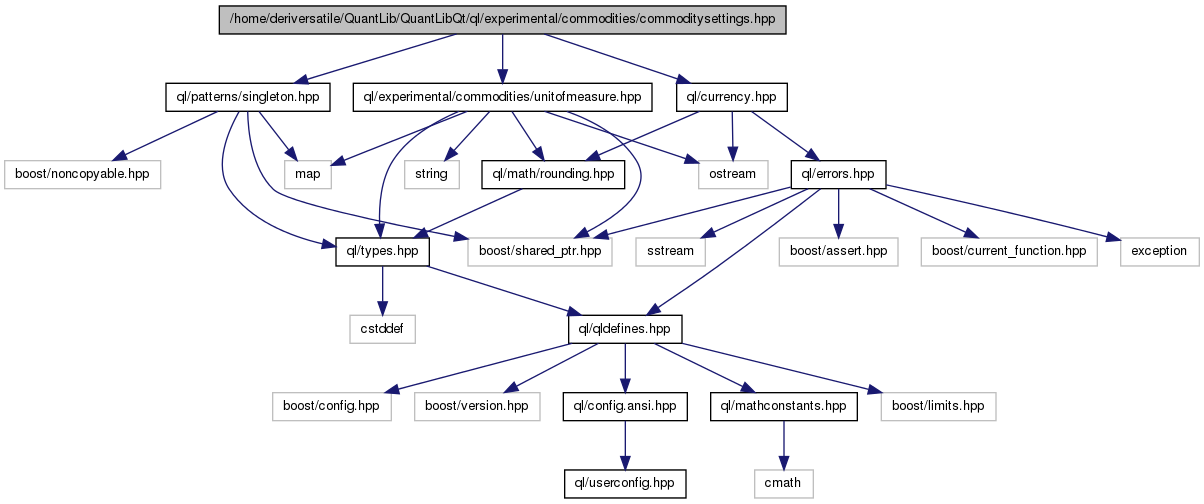 /home/deriversatile/QuantLib/QuantLibQt/ql/experimental/commodities/commoditysettings.hpp
ql/patterns/singleton.hpp
ql/experimental/commodities/unitofmeasure.hpp
ql/currency.hpp
boost/noncopyable.hpp
map
string
ql/math/rounding.hpp
ostream
ql/errors.hpp
ql/types.hpp
boost/shared_ptr.hpp
sstream
boost/assert.hpp
boost/current_function.hpp
exception
cstddef
ql/qldefines.hpp
boost/config.hpp
boost/version.hpp
ql/config.ansi.hpp
ql/mathconstants.hpp
boost/limits.hpp
ql/userconfig.hpp
cmath